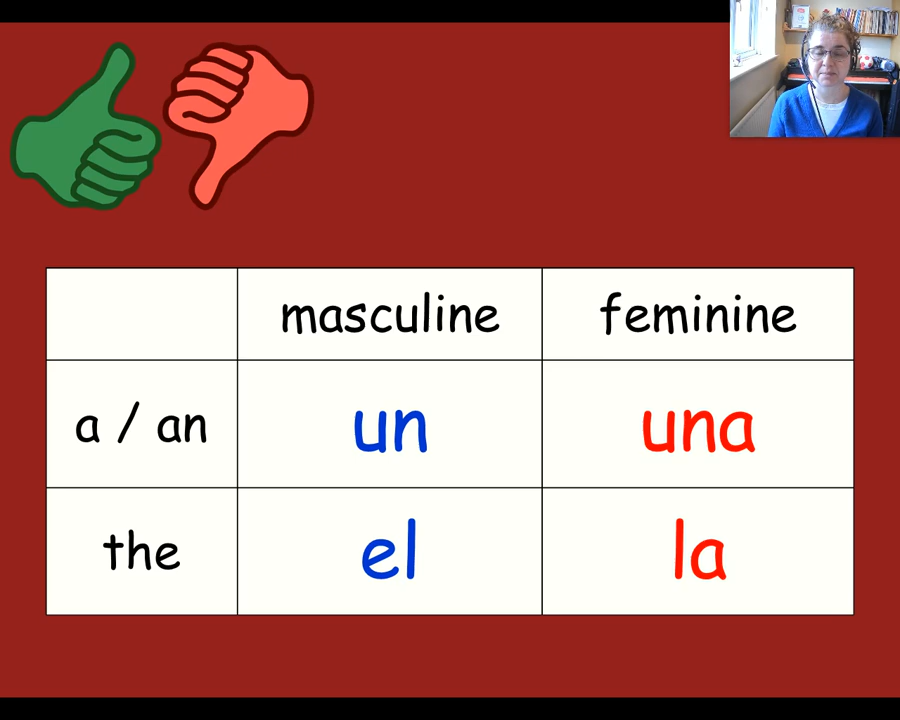 masculine feminine
a / an un una
the el la